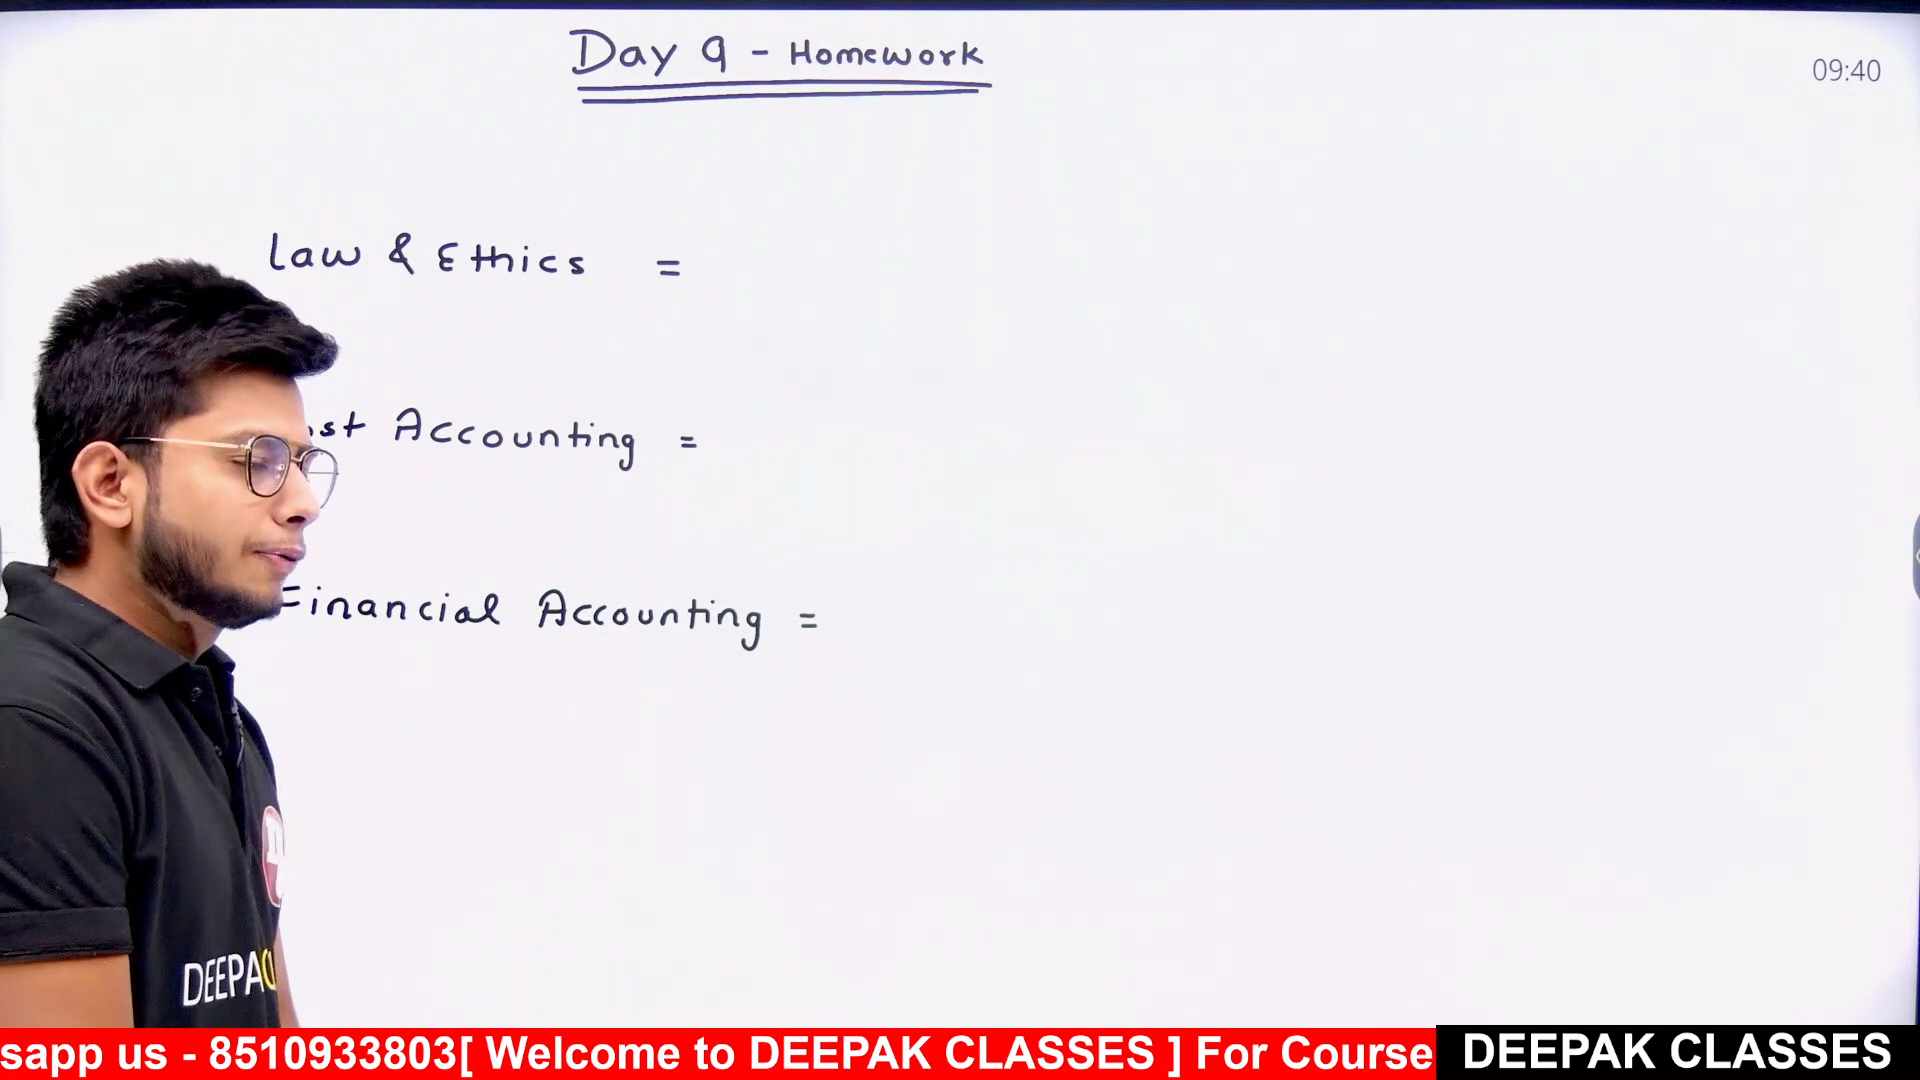 Day 9 - Homework
09:40
Law & Ethics =
Accounting =
Financial Accounting =
DEEPA
sapp us - 8510933803[ Welcome to DEEPAK CLASSES ] For Course
DEEPAK CLASSES